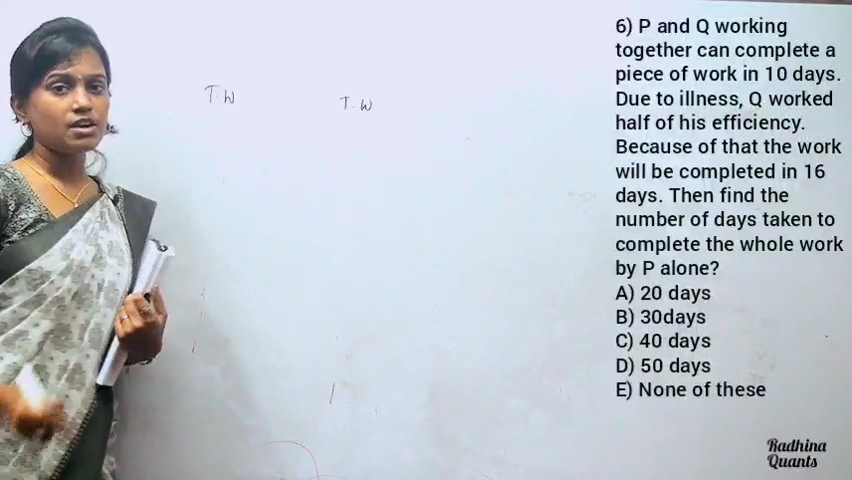 T.W
T.W
6) P and Q working
together can complete a
piece of work in 10 days.
Due to illness, Q worked
half of his efficiency.
Because of that the work
will be completed in 16
days. Then find the
number of days taken to
complete the whole work
by P alone?
A) 20 days
B) 30days
C) 40 days
D) 50 days
E) None of these
Radhina
Quants